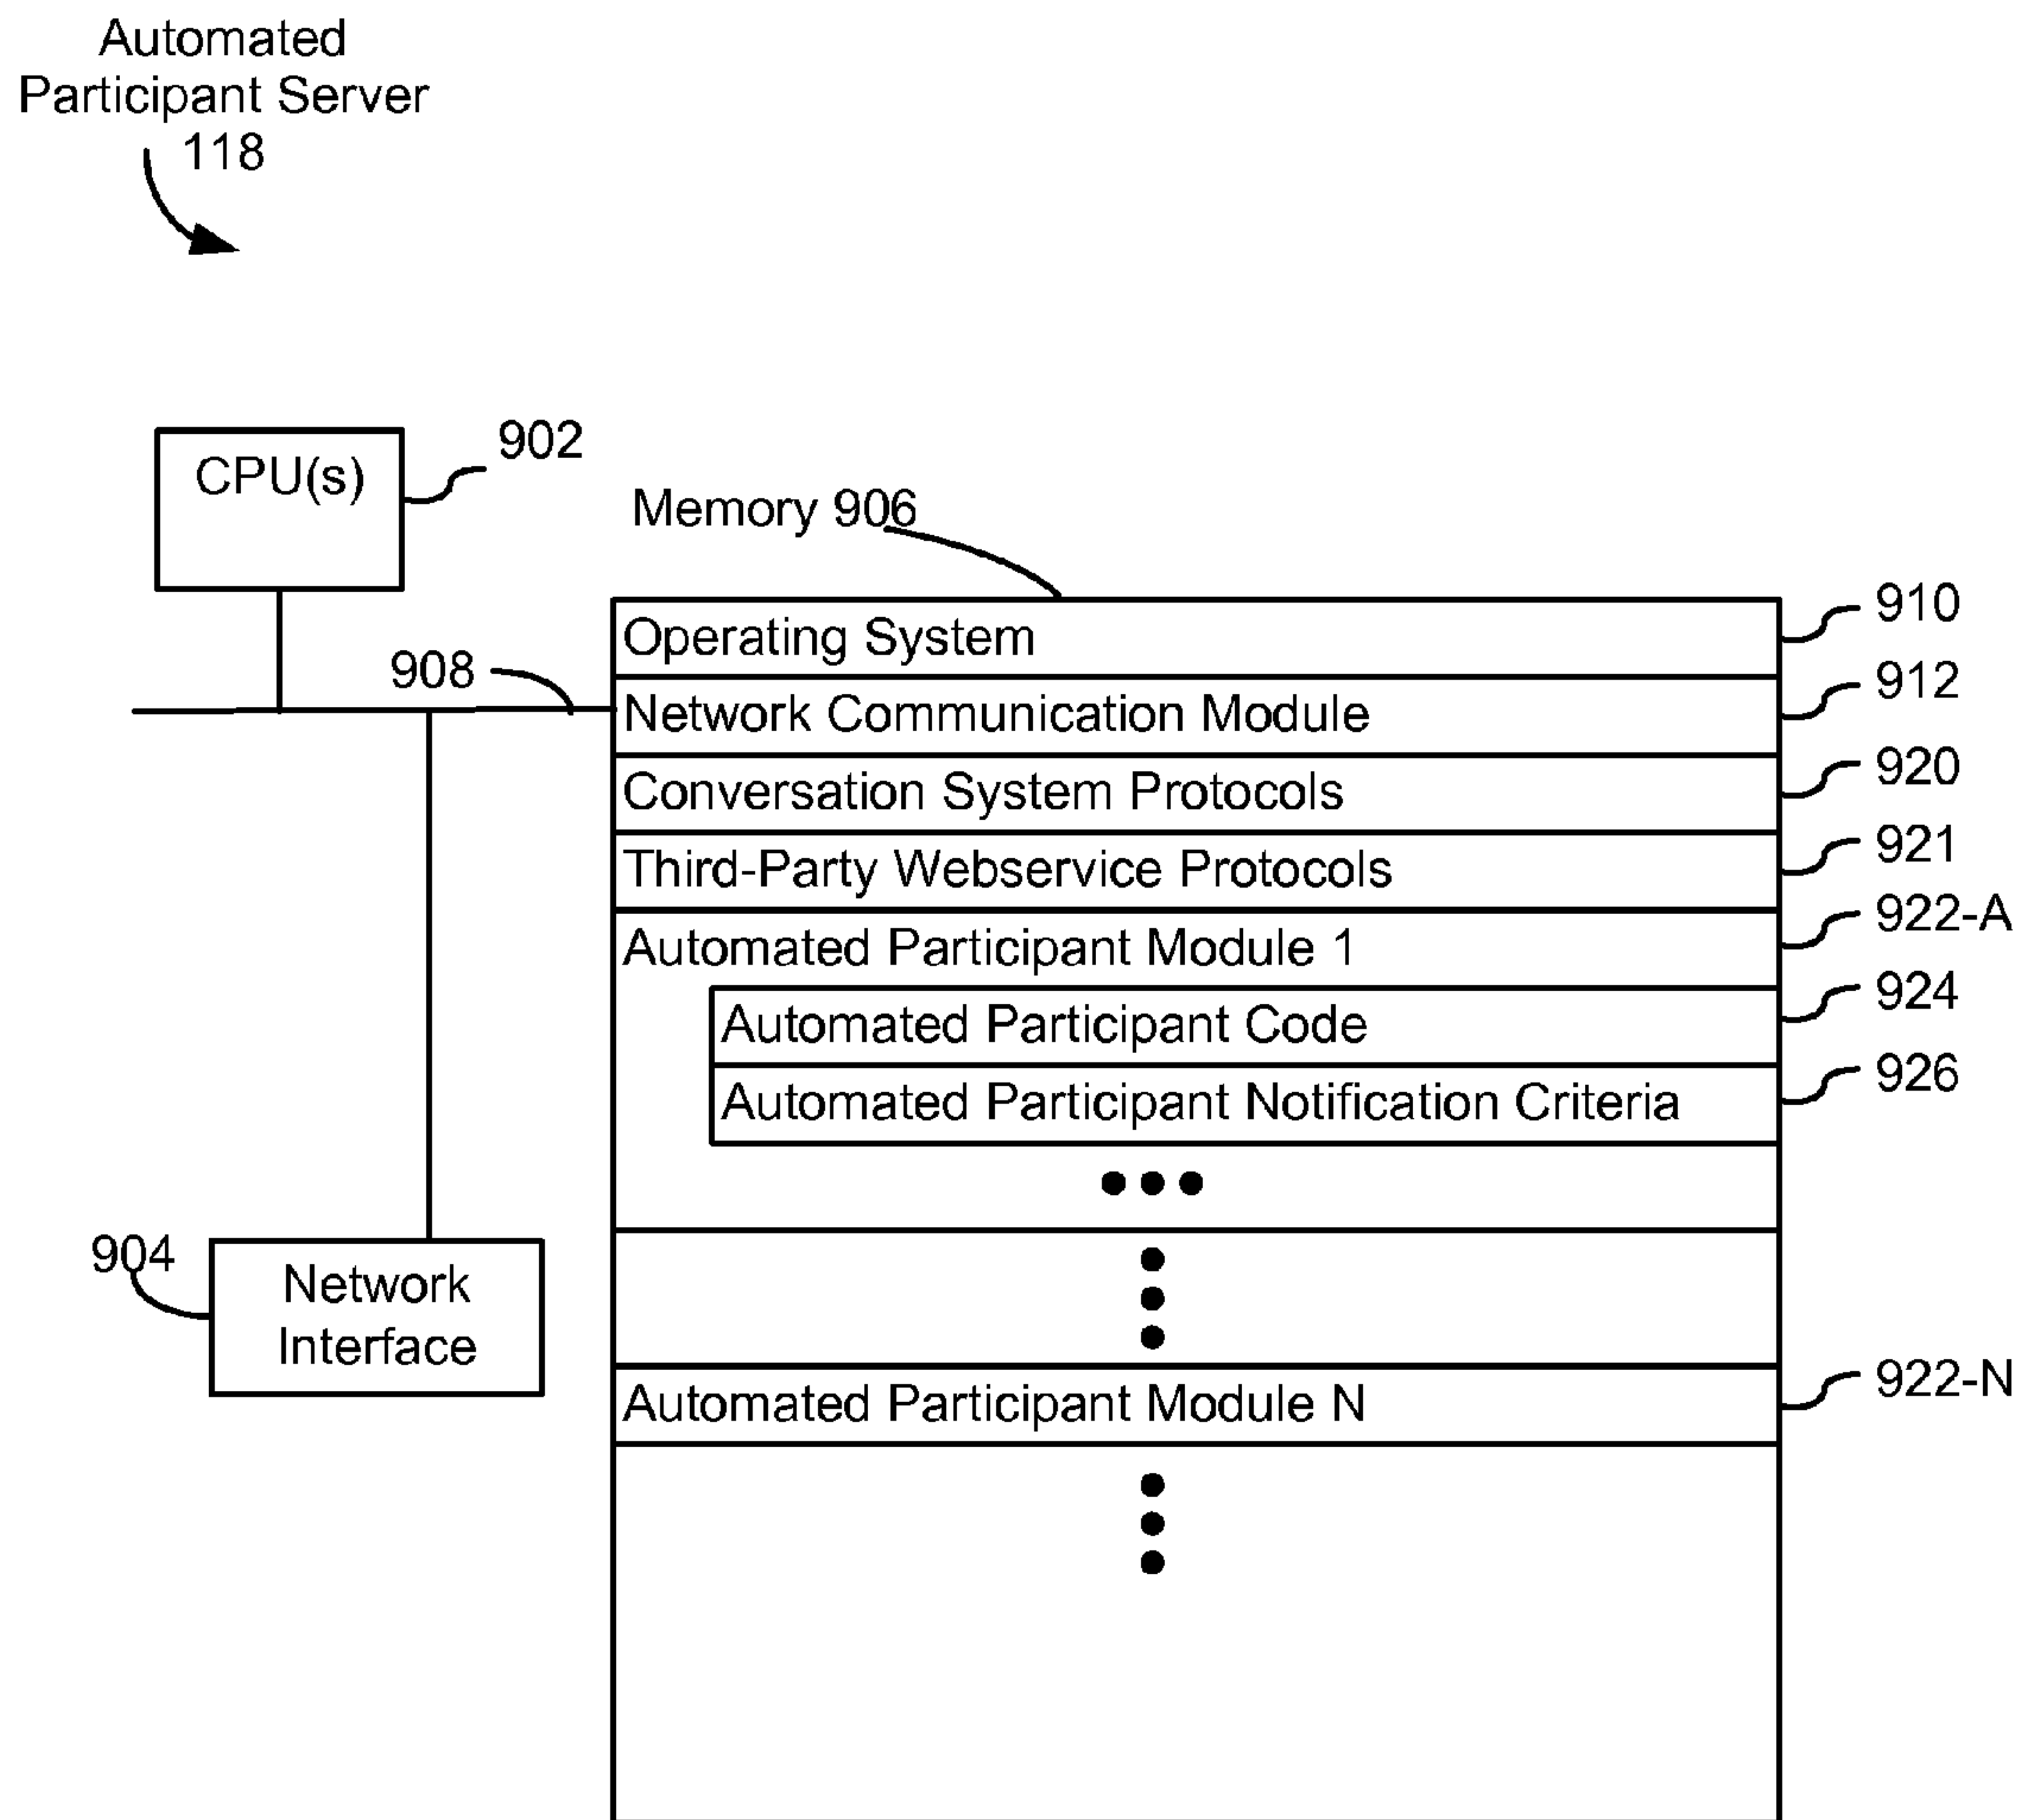 Automated
Participant Server
118
CPU(s)
902
Memory 906
908
Operating System
910
Network Communication Module
912
Conversation System Protocols
920
Third-Party Webservice Protocols
921
Automated Participant Module 1
922-A
Automated Participant Code
924
Automated Participant Notification Criteria
926
904
Network
Interface
Automated Participant Module N
922-N